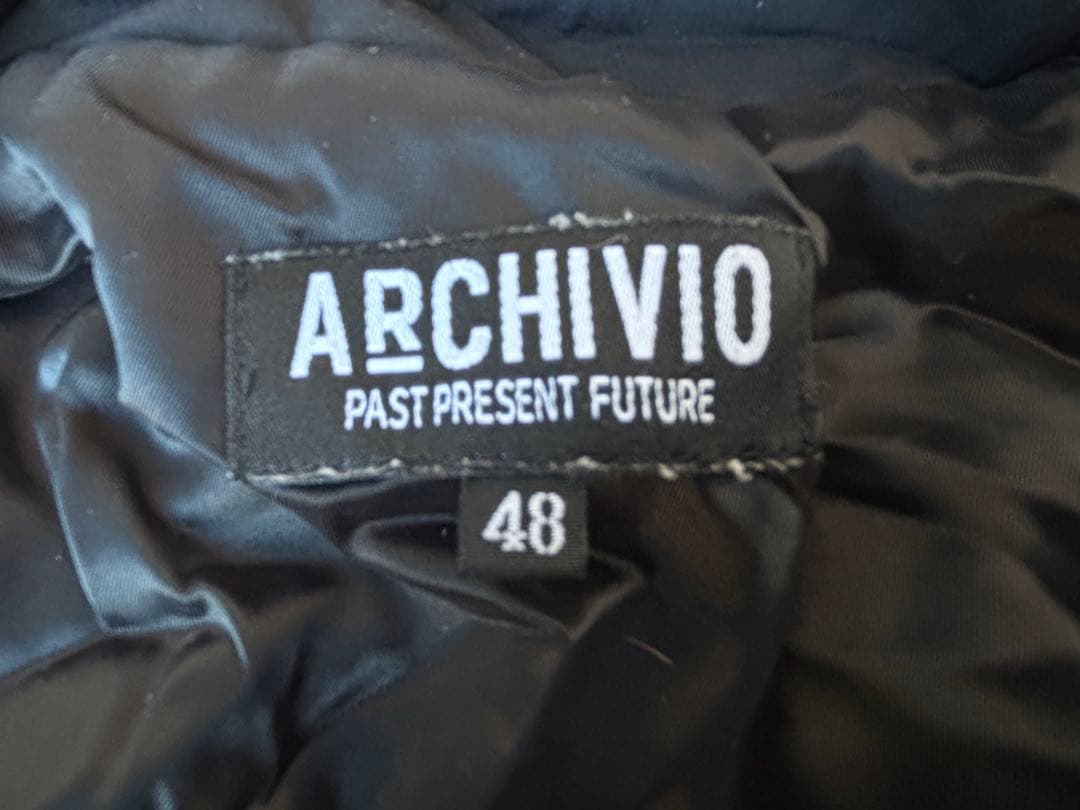 ARCHIVIO
PAST PRESENT FUTURE
48